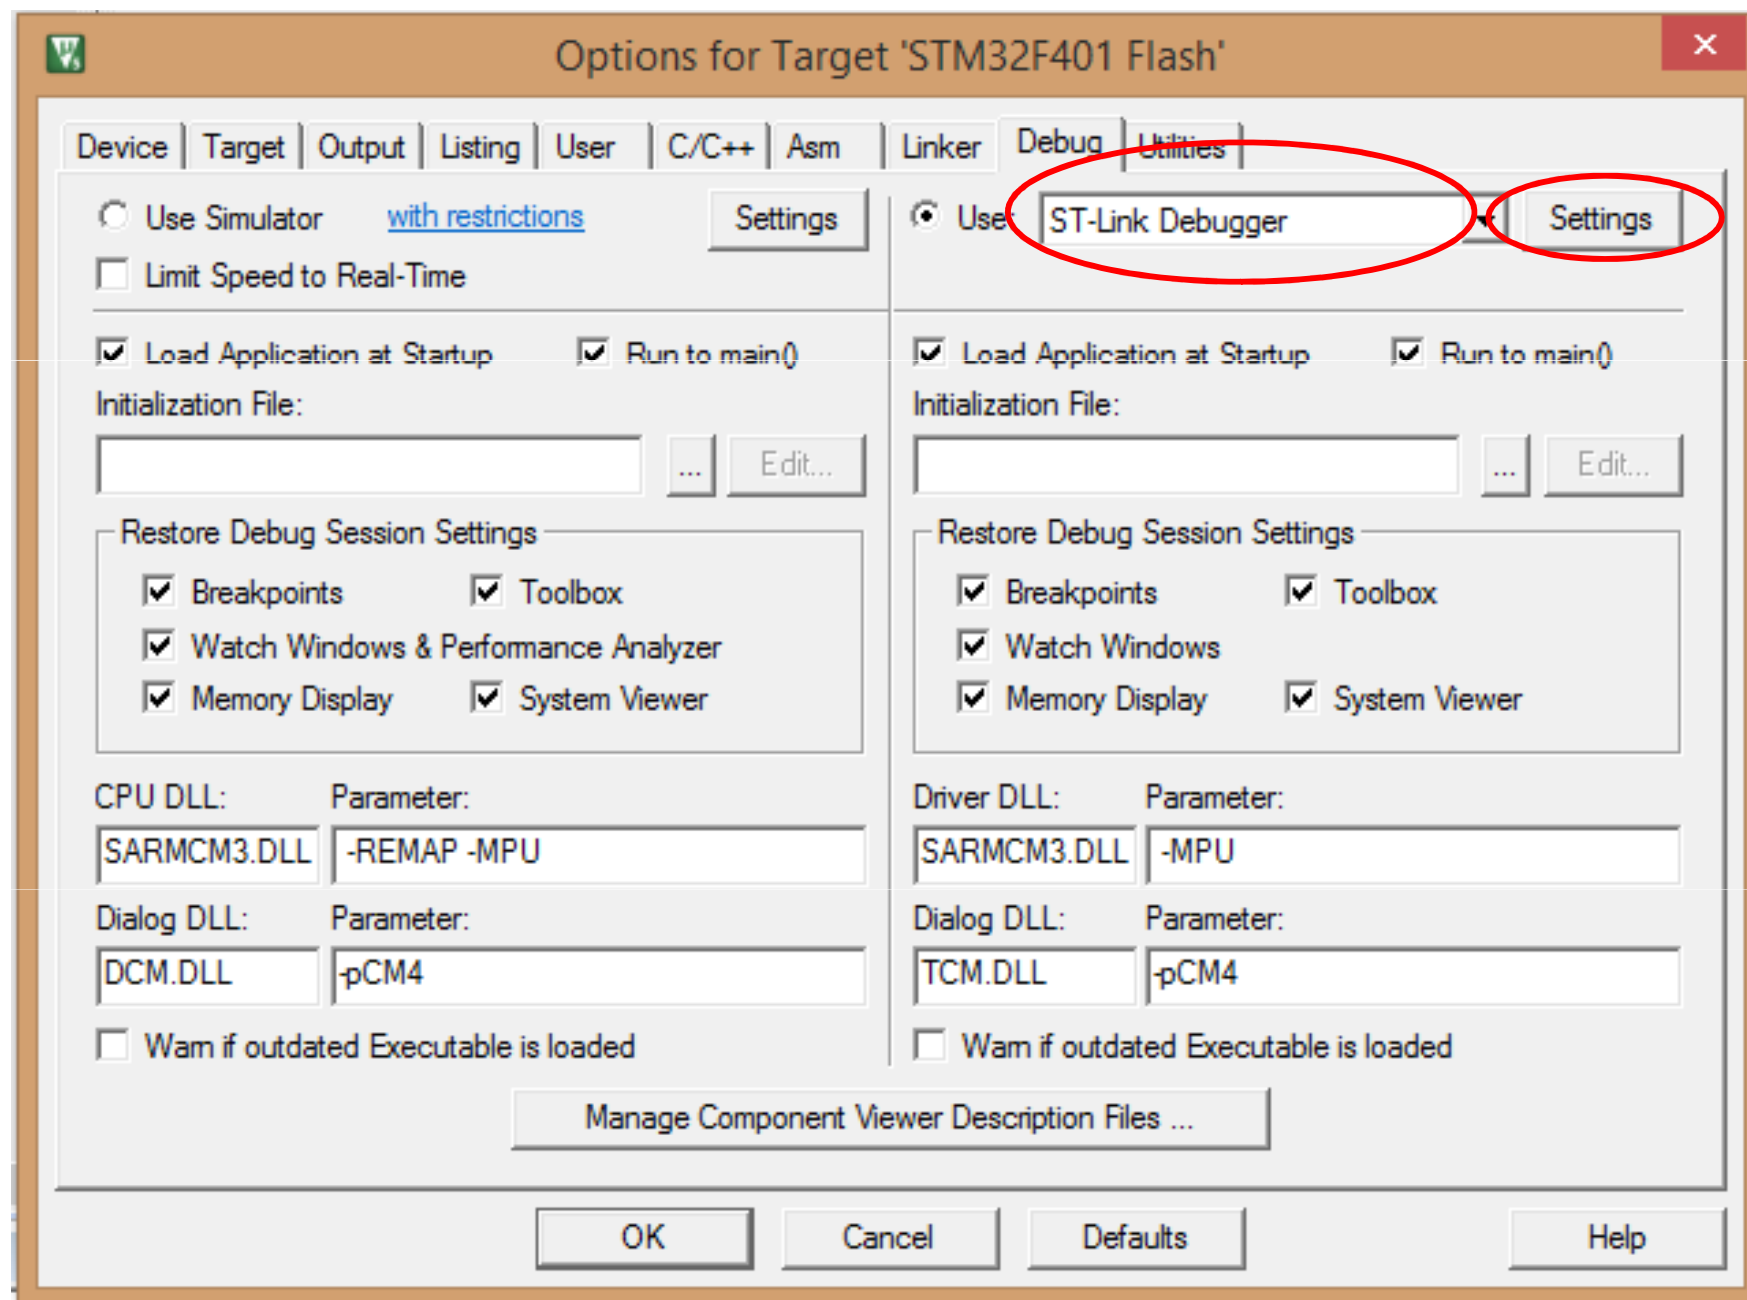 Options for Target 'STM32F401 Flash'
Device Target Output Listing User C/C++ Asm Linker Debug Utilities
Use Simulator with restrictions Settings
Limit Speed to Real-Time
Use: ST-Link Debugger Settings
Load Application at Startup Run to main()
Initialization File:
... Edit...
Restore Debug Session Settings
Breakpoints Toolbox
Watch Windows & Performance Analyzer
Memory Display System Viewer
CPU DLL: Parameter:
SARMCM3.DLL -REMAP -MPU
Dialog DLL: Parameter:
DCM.DLL -pCM4
Warn if outdated Executable is loaded
Load Application at Startup Run to main()
Initialization File:
... Edit...
Restore Debug Session Settings
Breakpoints Toolbox
Watch Windows
Memory Display System Viewer
Driver DLL: Parameter:
SARMCM3.DLL -MPU
Dialog DLL: Parameter:
TCM.DLL -pCM4
Warn if outdated Executable is loaded
Manage Component Viewer Description Files ...
OK Cancel Defaults Help